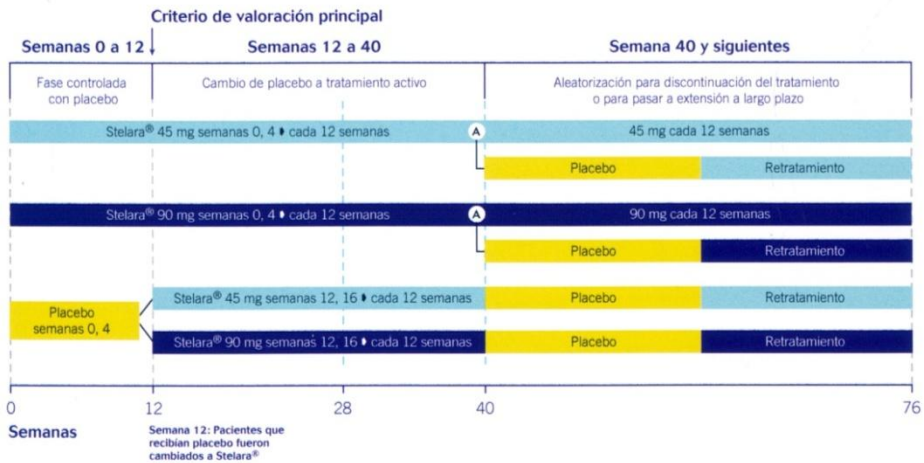 Criterio de valoración principal
Semanas 0 a 12
Semanas 12 a 40
Semana 40 y siguientes
Fase controlada
con placebo
Cambio de placebo a tratamiento activo
Aleatorización para discontinuación del tratamiento
o para pasar a extensión a largo plazo
Stelara® 45 mg semanas 0, 4 ➧ cada 12 semanas
A
45 mg cada 12 semanas
Placebo
Retratamiento
Stelara® 90 mg semanas 0, 4 ➧ cada 12 semanas
A
90 mg cada 12 semanas
Placebo
Retratamiento
Placebo
semanas 0, 4
Stelara® 45 mg semanas 12, 16 ➧ cada 12 semanas
Placebo
Retratamiento
Stelara® 90 mg semanas 12, 16 ➧ cada 12 semanas
Placebo
Retratamiento
0
12
28
40
76
Semanas
Semana 12: Pacientes que
recibían placebo fueron
cambiados a Stelara®